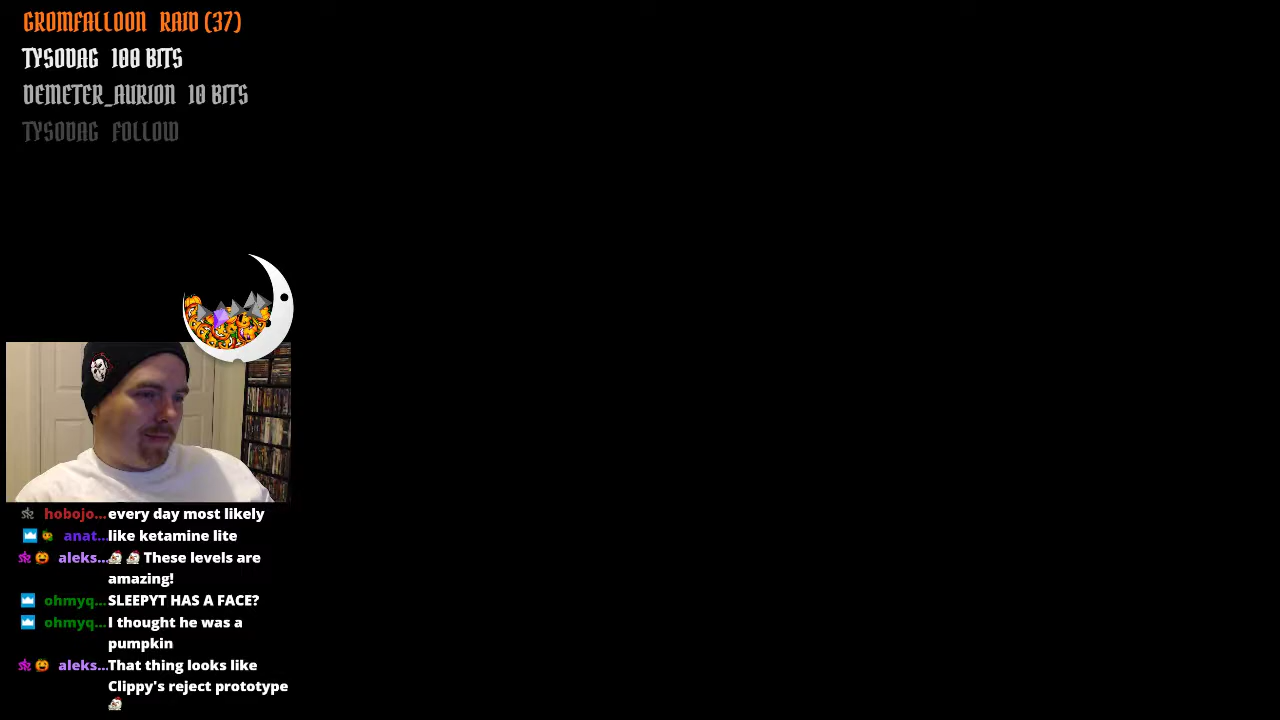 GROMFALLOON RAID (37)
TYSODAG 100 BITS
DEMETER_AURION 10 BITS
TYSODAG FOLLOW
hobojo... every day most likely
anat... like ketamine lite
aleks... These levels are
amazing!
ohmyq... SLEEPYT HAS A FACE?
ohmyq... I thought he was a
pumpkin
aleks... That thing looks like
Clippy's reject prototype